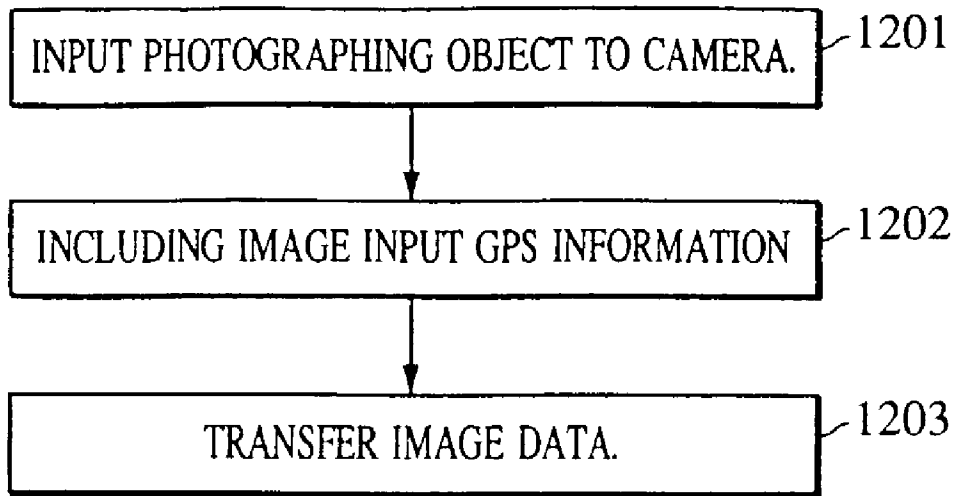 INPUT PHOTOGRAPHING OBJECT TO CAMERA.
1201
INCLUDING IMAGE INPUT GPS INFORMATION
1202
TRANSFER IMAGE DATA.
1203